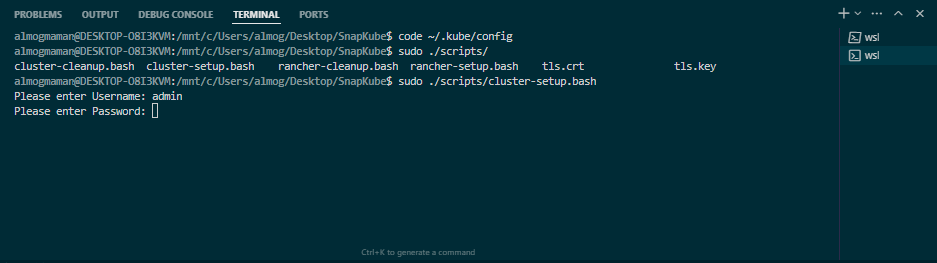 PROBLEMS OUTPUT DEBUG CONSOLE TERMINAL PORTS
almogmaman@DESKTOP-O8I3KVM:/mnt/c/Users/almog/Desktop/SnapKube$ code ~/.kube/config
almogmaman@DESKTOP-O8I3KVM:/mnt/c/Users/almog/Desktop/SnapKube$ sudo ./scripts/
cluster-cleanup.bash cluster-setup.bash rancher-cleanup.bash rancher-setup.bash tls.crt tls.key
almogmaman@DESKTOP-O8I3KVM:/mnt/c/Users/almog/Desktop/SnapKube$ sudo ./scripts/cluster-setup.bash
Please enter Username: admin
Please enter Password:
wsl
wsl
Ctrl+K to generate a command